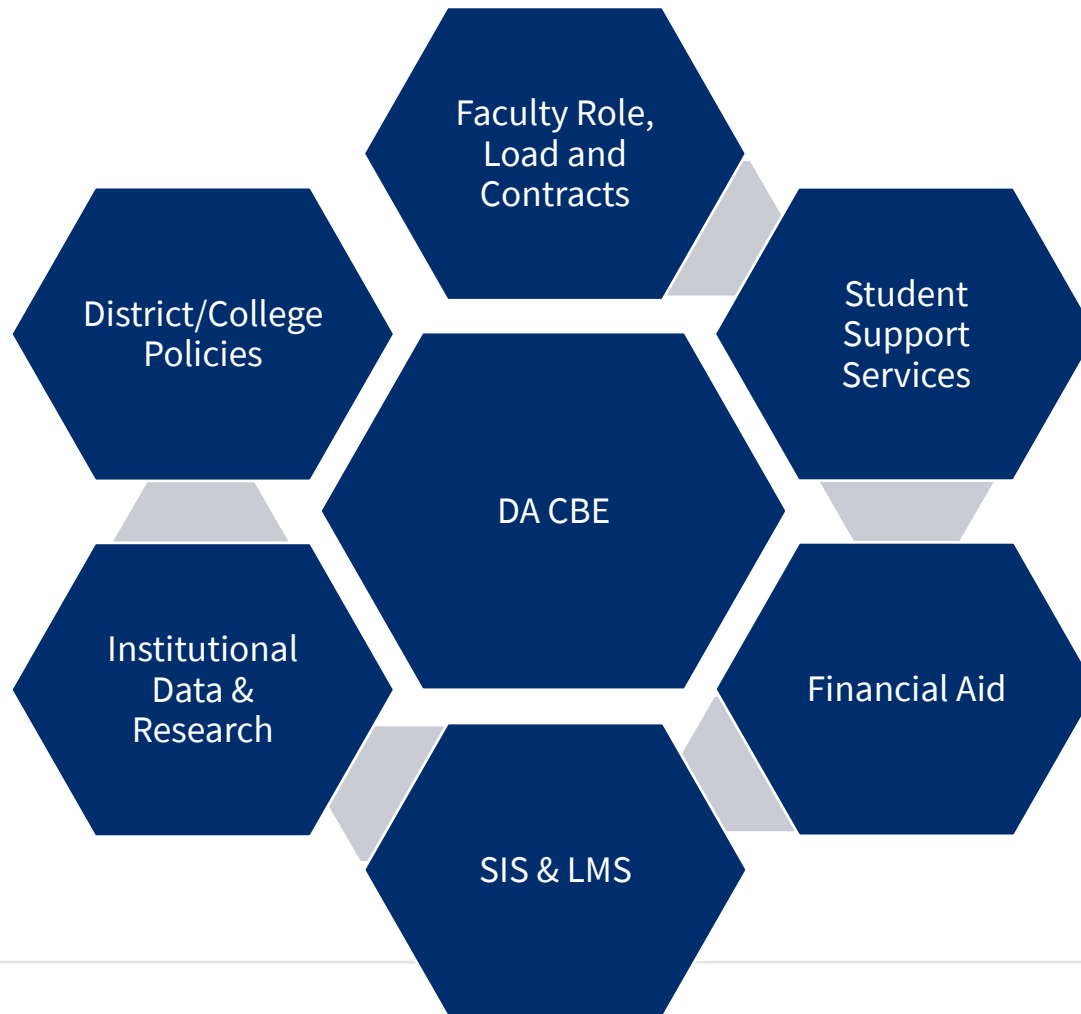 Faculty Role,
Load and
Contracts
District/College
Policies
Student
Support
Services
DA CBE
Institutional
Data &
Research
Financial Aid
SIS & LMS